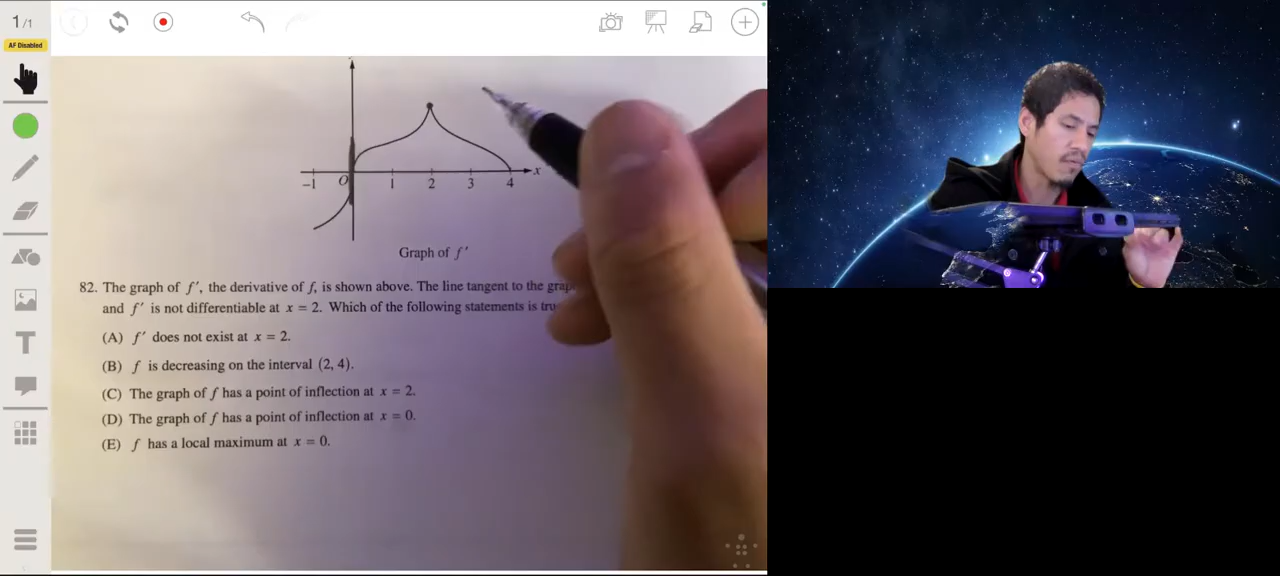 1/1
AF Disabled
-1 O 1 2 3 4 x
Graph of f′
82. The graph of f′, the derivative of f, is shown above. The line tangent to the
and f′ is not differentiable at x = 2. Which of the following statements is
(A) f′ does not exist at x = 2.
(B) f is decreasing on the interval (2, 4).
(C) The graph of f has a point of inflection at x = 2.
(D) The graph of f has a point of inflection at x = 0.
(E) f has a local maximum at x = 0.
T